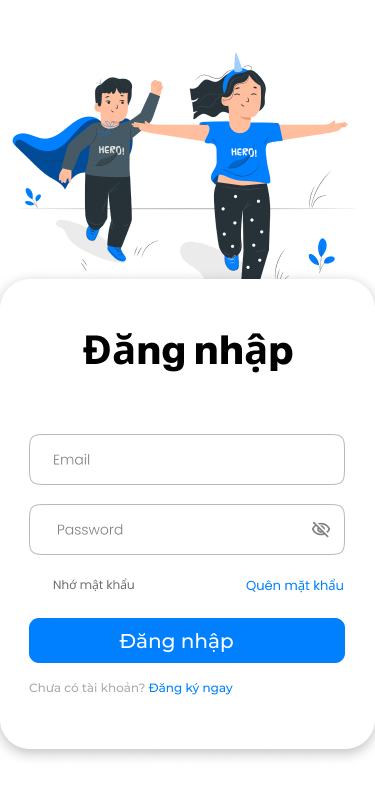 HERO!
HERO!
Đăng nhập
Email
Password
Nhớ mật khẩu
Quên mật khẩu
Đăng nhập
Chưa có tài khoản? Đăng ký ngay